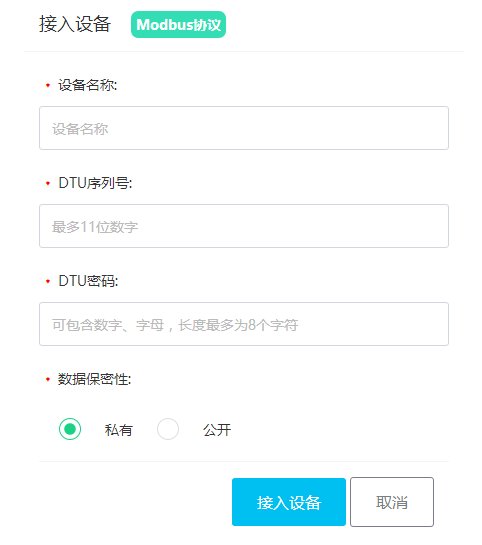 接入设备 Modbus协议
• 设备名称:
设备名称
• DTU序列号:
最多11位数字
• DTU密码:
可包含数字、字母，长度最多为8个字符
• 数据保密性:
私有 公开
接入设备 取消